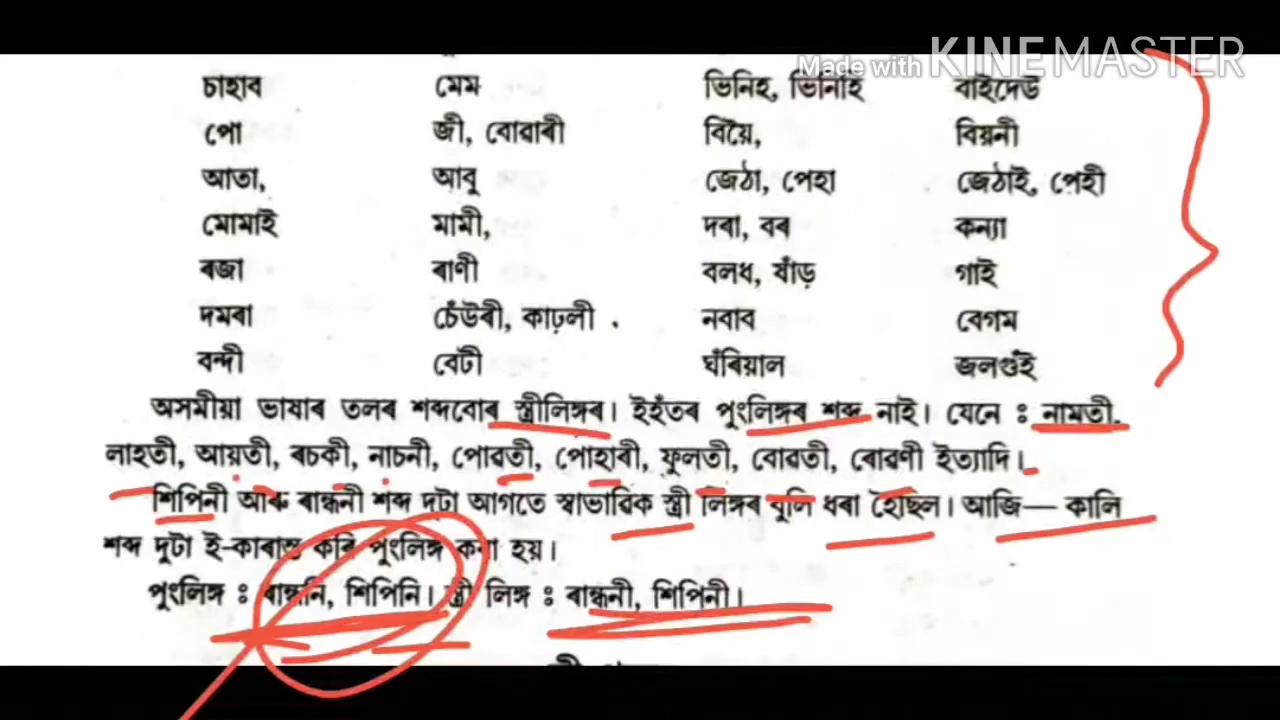 Made with KINEMASTER
চাহাব মেম ভিনিহি, ভিনিহি বাইদেউ
পো জী, বোৱাৰী বিয়ৈ, বিয়নী
আতা, আবু জেঠা, পেহা জেঠাই, পেহী
মোমাই মামী, দৰা, বৰ কন্যা
ৰজা ৰাণী বলধ, ষাঁড় গাই
দমৰা চেঁউৰী, কাঢ়লী . নবাব বেগম
বন্দী বেটী ঘঁৰিয়াল জলগুঁই
অসমীয়া ভাষাৰ তলৰ শব্দবোৰ স্ত্ৰীলিঙ্গৰ। ইহঁতৰ পুংলিঙ্গৰ শব্দ নাই। যেনে ঃ নামতী.
লাহতী, আয়তী, ৰচকী, নাচনী, পোৱতী, পোহাৰী, ফুলতী, বোৱতী, ৰোৱণী ইত্যাদি।
শিপিনী আৰু ৰান্ধনী শব্দ দুটা আগতে স্বাভাৱিক স্ত্ৰী লিঙ্গৰ বুলি ধৰা হৈছিল। আজি— কালি
শব্দ দুটা ই-কাৰান্ত কৰি পুংলিঙ্গ কৰা হয়।
পুংলিঙ্গ ঃ ৰান্ধনি, শিপিনি। স্ত্ৰী লিঙ্গ ঃ ৰান্ধনী, শিপিনী।